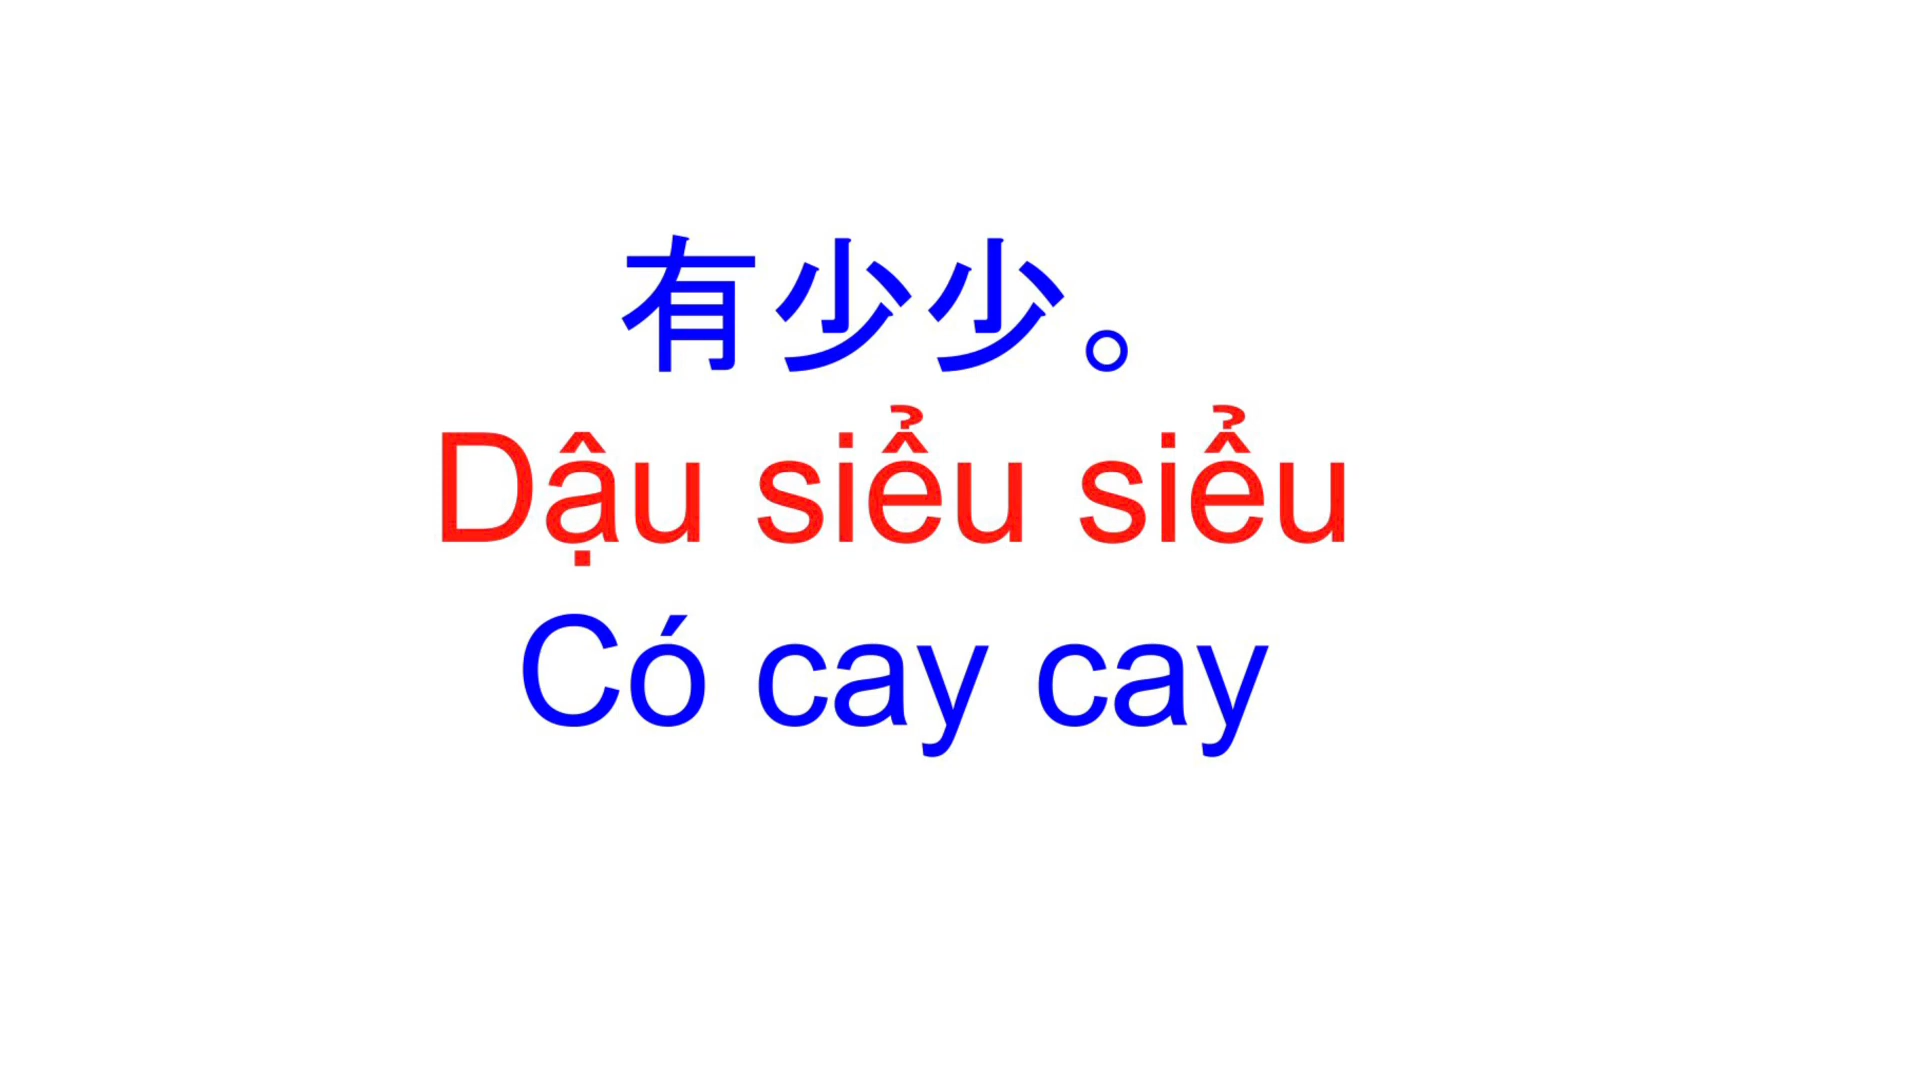 有少少。
Dậu siểu siểu
Có cay cay